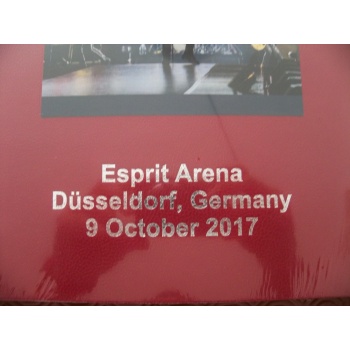 Esprit Arena
Düsseldorf, Germany
9 October 2017